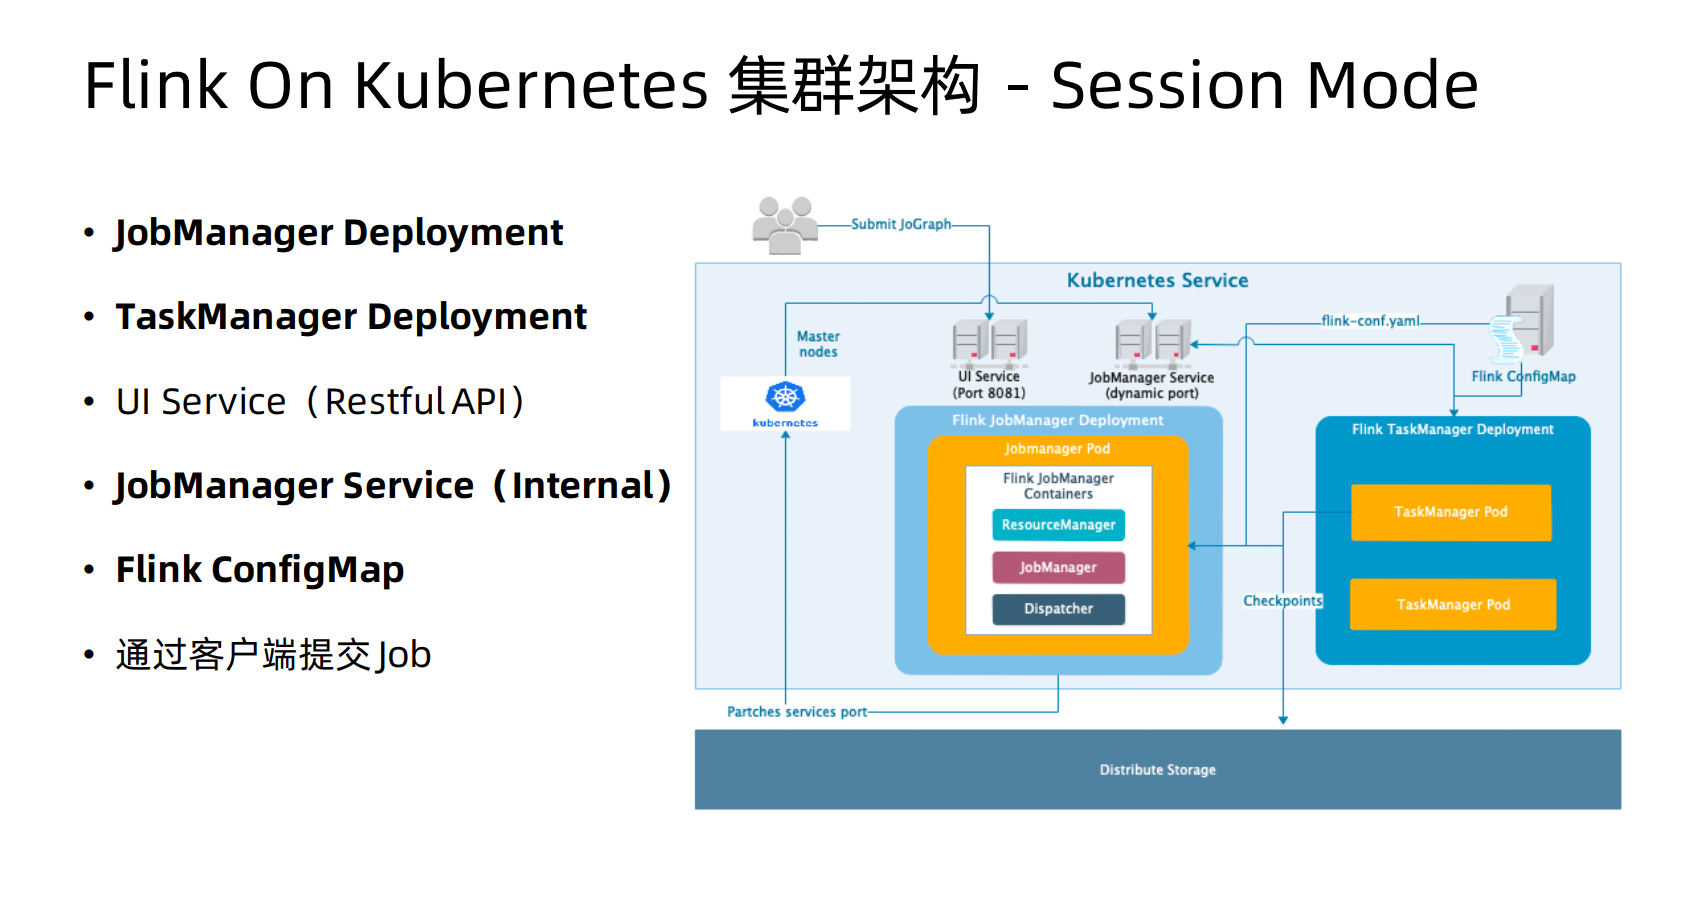 Flink On Kubernetes 集群架构 - Session Mode
• JobManager Deployment
• TaskManager Deployment
• UI Service（Restful API）
• JobManager Service（Internal）
• Flink ConfigMap
• 通过客户端提交Job
Submit JoGraph
Kubernetes Service
Master
nodes
kubernetes
UI Service
(Port 8081)
JobManager Service
(dynamic port)
flink-conf.yaml
Flink ConfigMap
Flink JobManager Deployment
Jobmanager Pod
Flink JobManager
Containers
ResourceManager
JobManager
Dispatcher
Flink TaskManager Deployment
TaskManager Pod
TaskManager Pod
Checkpoints
Partches services port
Distribute Storage